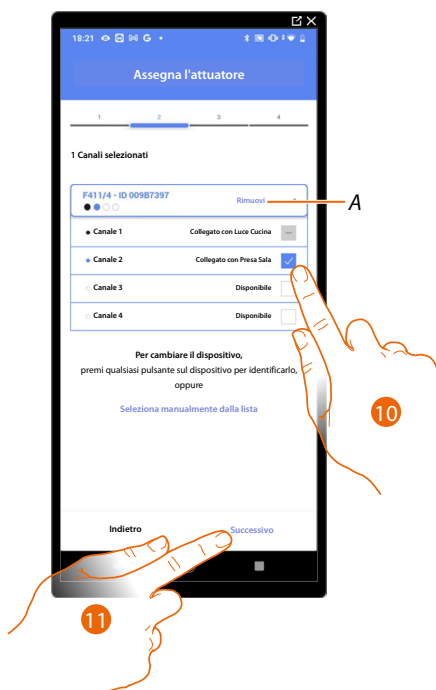 18:21 G
Assegna l'attuatore
1 2 3 4
1 Canali selezionati
F411/4 - ID 009B7397
Rimuovi
A
Canale 1 Collegato con Luce Cucina
Canale 2 Collegato con Presa Sala
Canale 3 Disponibile
Canale 4 Disponibile
Per cambiare il dispositivo,
premi qualsiasi pulsante sul dispositivo per identificarlo,
oppure
Seleziona manualmente dalla lista
10
Indietro Successivo
11